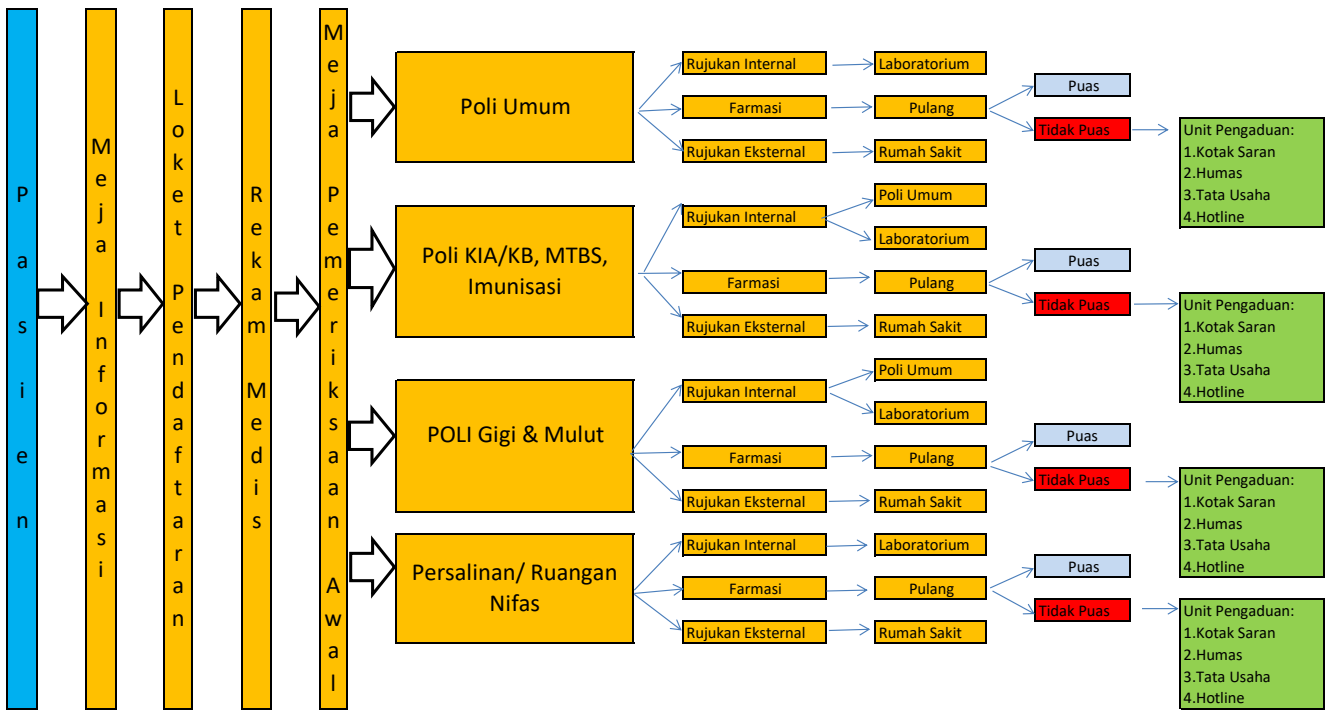 Pasien
Meja Informasi
Loket Pendaftaran
Rekam Medis
Meja Pemeriksaan Awal
Poli Umum
Rujukan Internal
Laboratorium
Farmasi
Pulang
Puas
Tidak Puas
Rujukan Eksternal
Rumah Sakit
Unit Pengaduan:
1.Kotak Saran
2.Humas
3.Tata Usaha
4.Hotline
Poli KIA/KB, MTBS,
Imunisasi
Rujukan Internal
Poli Umum
Laboratorium
Farmasi
Pulang
Puas
Tidak Puas
Rujukan Eksternal
Rumah Sakit
Unit Pengaduan:
1.Kotak Saran
2.Humas
3.Tata Usaha
4.Hotline
POLI Gigi & Mulut
Rujukan Internal
Poli Umum
Laboratorium
Farmasi
Pulang
Puas
Tidak Puas
Rujukan Eksternal
Rumah Sakit
Unit Pengaduan:
1.Kotak Saran
2.Humas
3.Tata Usaha
4.Hotline
Persalinan/ Ruangan
Nifas
Rujukan Internal
Laboratorium
Farmasi
Pulang
Puas
Tidak Puas
Rujukan Eksternal
Rumah Sakit
Unit Pengaduan:
1.Kotak Saran
2.Humas
3.Tata Usaha
4.Hotline